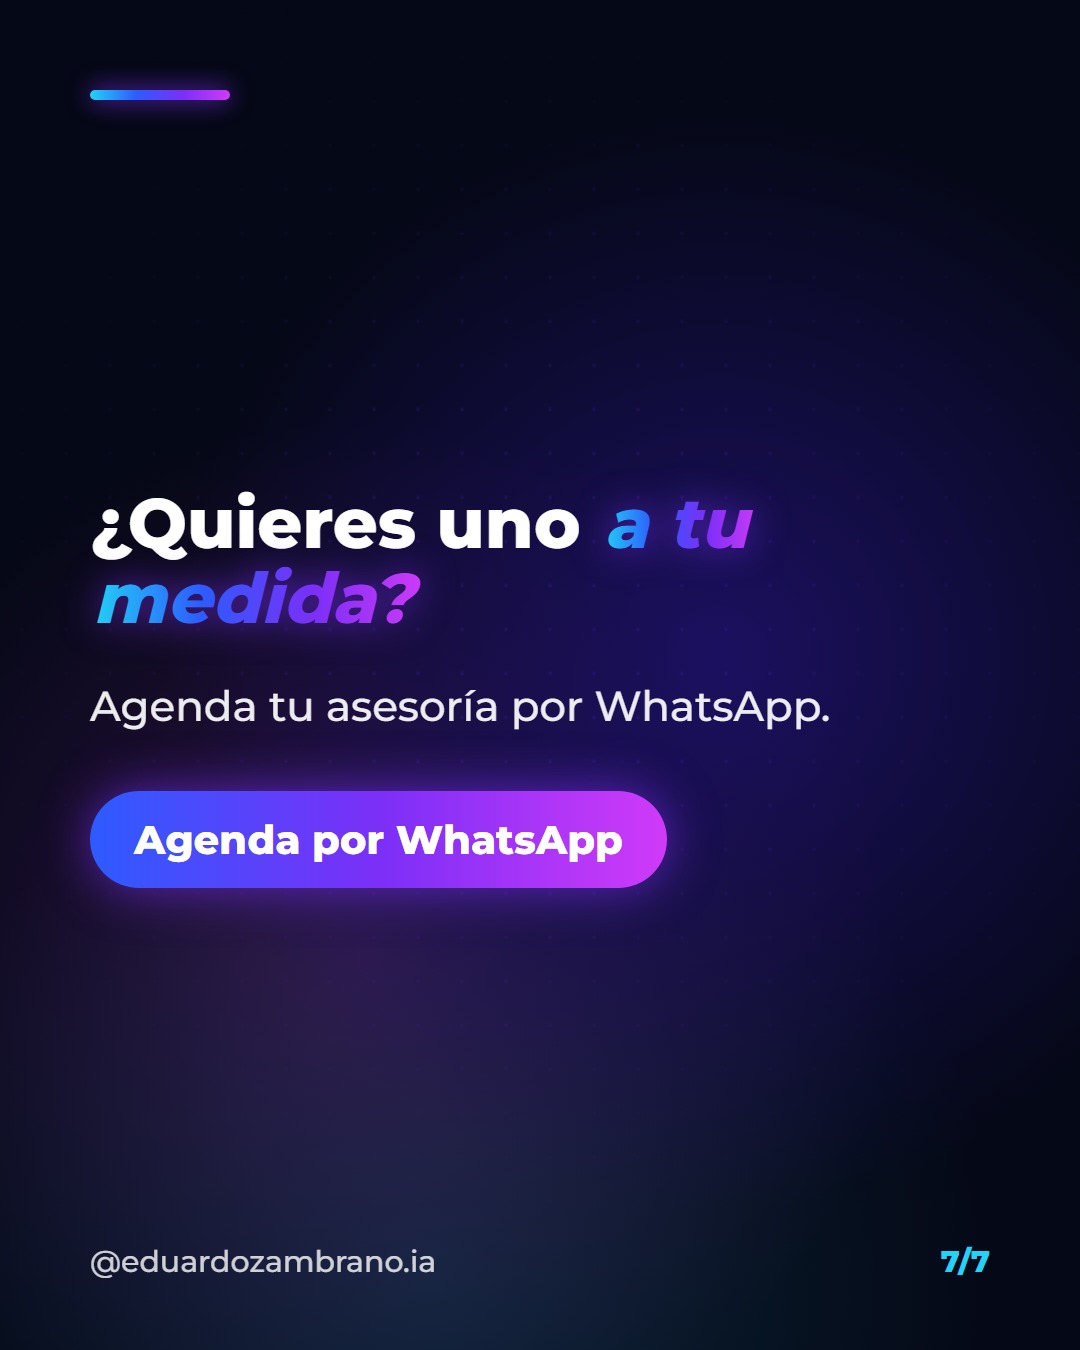 ¿Quieres uno a tu
medida?
Agenda tu asesoría por WhatsApp.
Agenda por WhatsApp
@eduardozambrano.ia
7/7